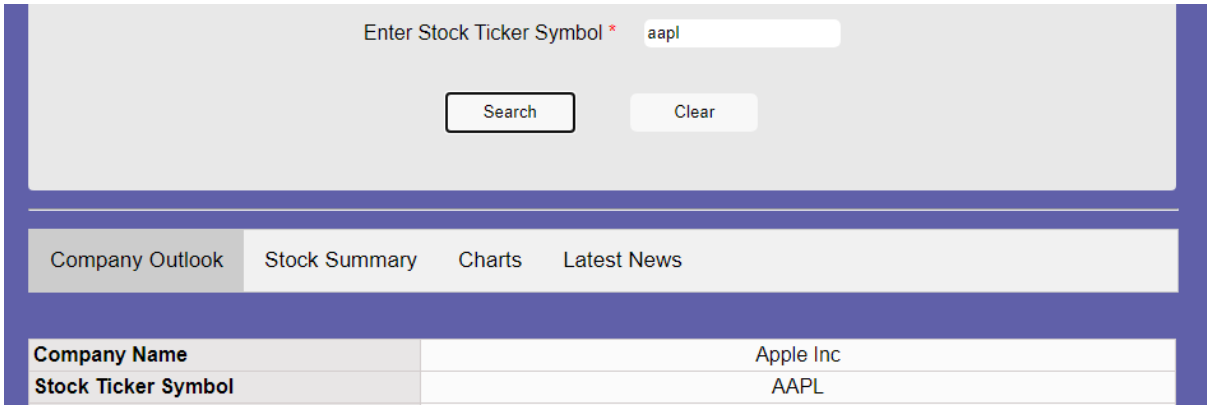 Enter Stock Ticker Symbol * aapl
Search Clear
Company Outlook Stock Summary Charts Latest News
Company Name Apple Inc
Stock Ticker Symbol AAPL